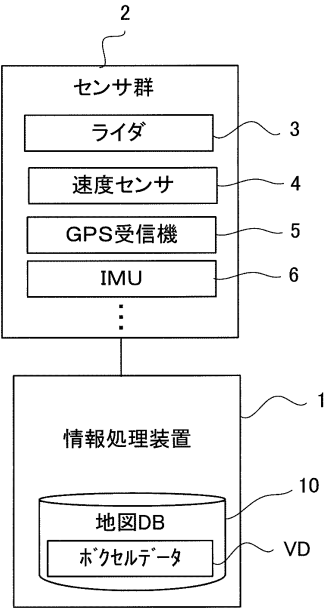 2
センサ群
ライダ
3
速度センサ
4
GPS受信機
5
IMU
6
1
情報処理装置
10
地図DB
ﾎﾞｸｾﾙﾃﾞｰﾀ
VD